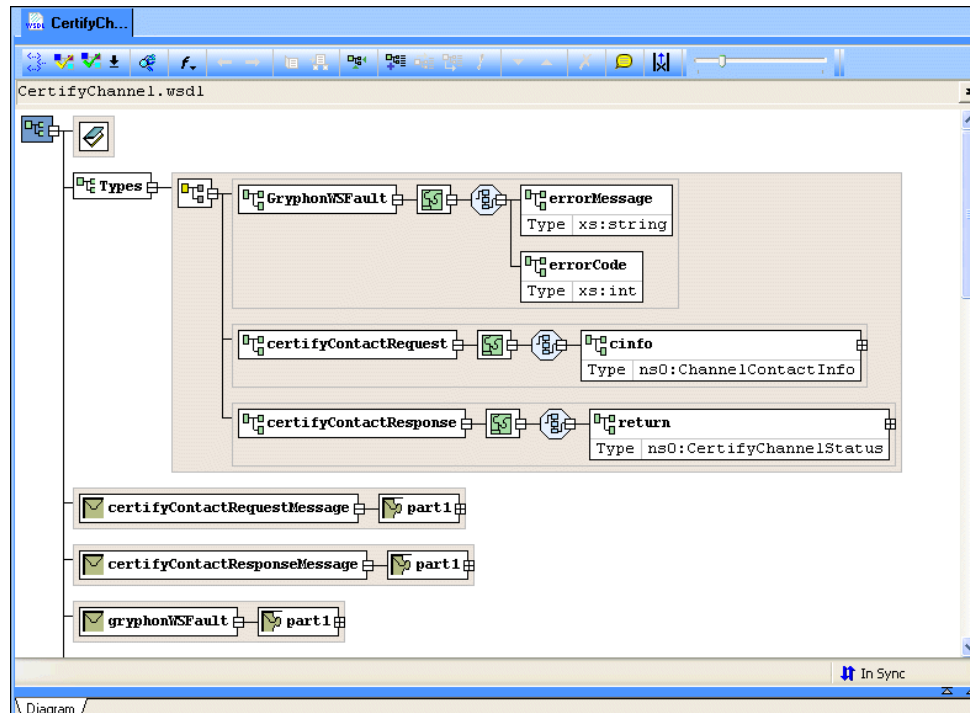 WSDL CertifyCh...
f
CertifyChannel.wsdl
Types
GryphonWSFault
errorMessage
Type xs:string
errorCode
Type xs:int
certifyContactRequest
cinfo
Type ns0:ChannelContactInfo
certifyContactResponse
return
Type ns0:CertifyChannelStatus
certifyContactRequestMessage part1
certifyContactResponseMessage part1
gryphonWSFault part1
In Sync
Diagram